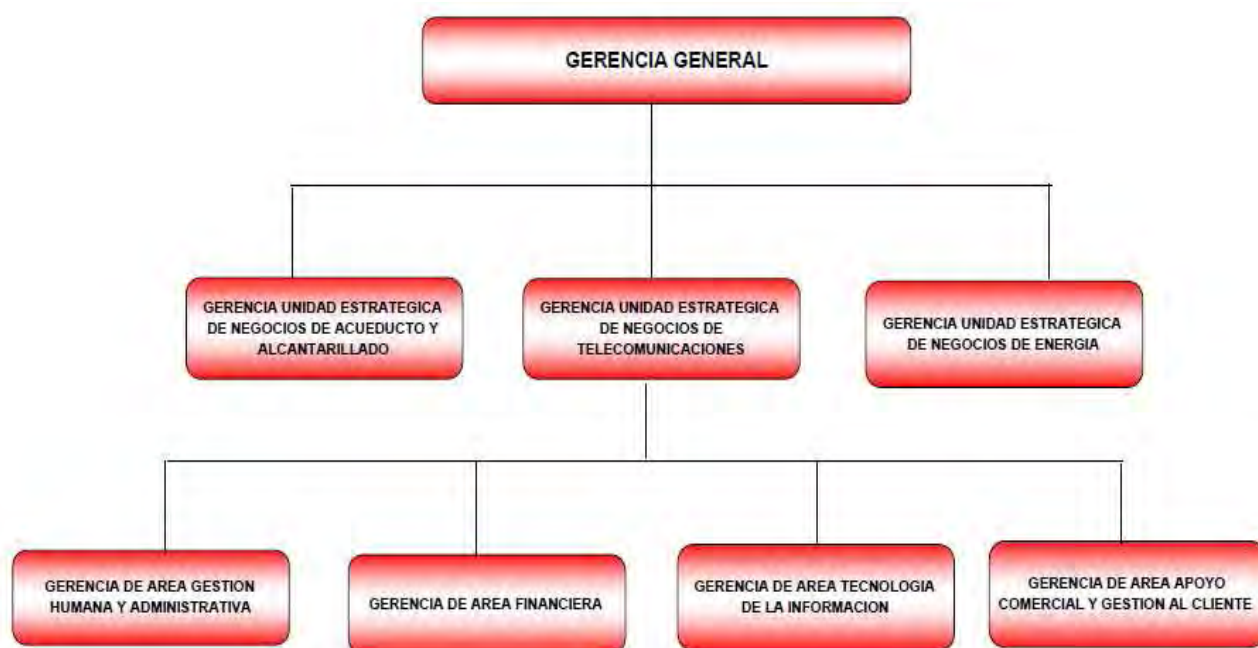 GERENCIA GENERAL
GERENCIA UNIDAD ESTRATEGICA
DE NEGOCIOS DE ACUEDUCTO Y
ALCANTARILLADO
GERENCIA UNIDAD ESTRATEGICA
DE NEGOCIOS DE
TELECOMUNICACIONES
GERENCIA UNIDAD ESTRATEGICA
DE NEGOCIOS DE ENERGIA
GERENCIA DE AREA GESTION
HUMANA Y ADMINISTRATIVA
GERENCIA DE AREA FINANCIERA
GERENCIA DE AREA TECNOLOGIA
DE LA INFORMACION
GERENCIA DE AREA APOYO
COMERCIAL Y GESTION AL CLIENTE